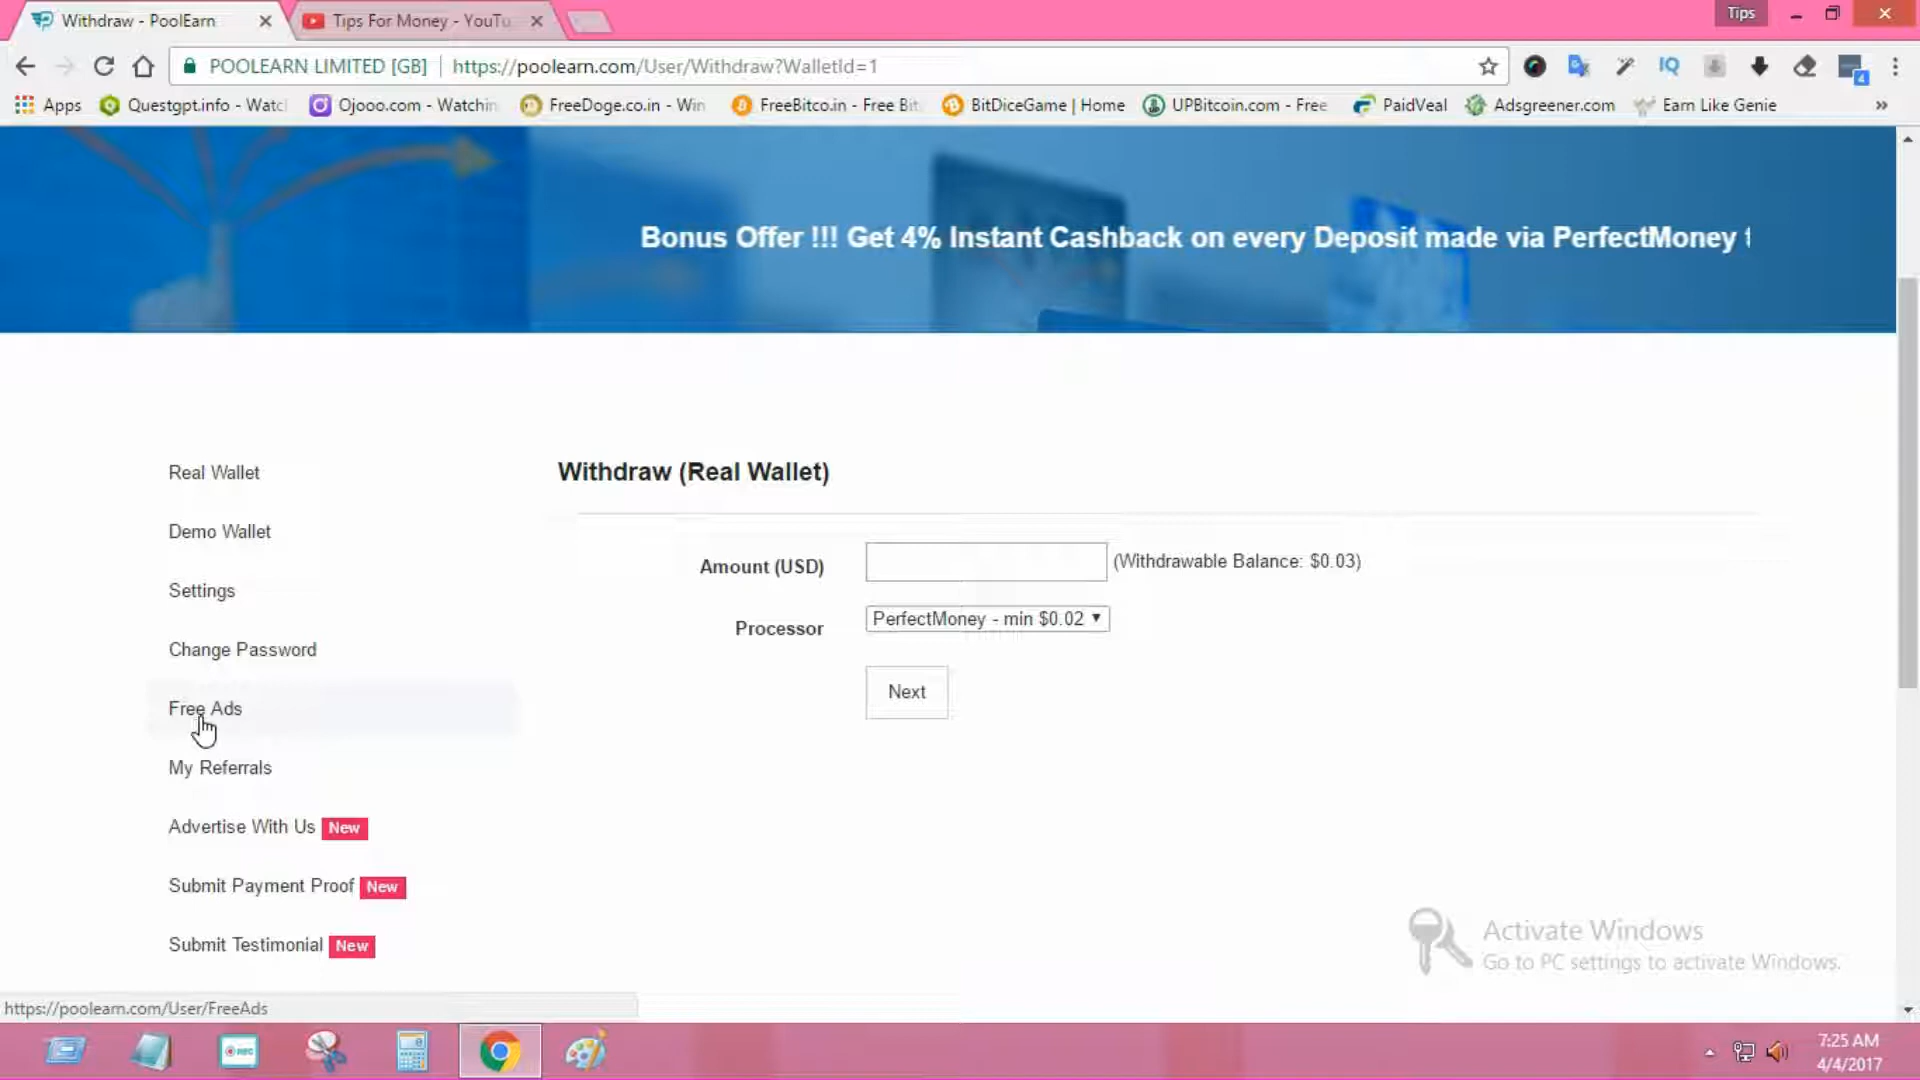 Withdraw - PoolEarn
Tips For Money - YouTu
Tips
POOLEARN LIMITED [GB]
https://poolearn.com/User/Withdraw?WalletId=1
IQ
4
Apps
Questgpt.info - Watc
Ojooo.com - Watchin
FreeDoge.co.in - Win
FreeBitco.in - Free Bit
BitDiceGame | Home
UPBitcoin.com - Free
PaidVeal
Adsgreener.com
Earn Like Genie
»
Bonus Offer !!! Get 4% Instant Cashback on every Deposit made via PerfectMoney
Real Wallet
Demo Wallet
Settings
Change Password
Free Ads
My Referrals
Advertise With Us New
Submit Payment Proof New
Submit Testimonial New
Withdraw (Real Wallet)
Amount (USD)
(Withdrawable Balance: $0.03)
Processor
PerfectMoney - min $0.02
Next
Activate Windows
Go to PC settings to activate Windows.
https://poolearn.com/User/FreeAds
REC
7:25 AM
4/4/2017